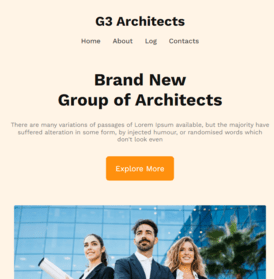 G3 Architects
Home About Log Contacts
Brand New
Group of Architects
There are many variations of passages of Lorem Ipsum available, but the majority have
suffered alteration in some form, by injected humour, or randomised words which
don't look even
Explore More